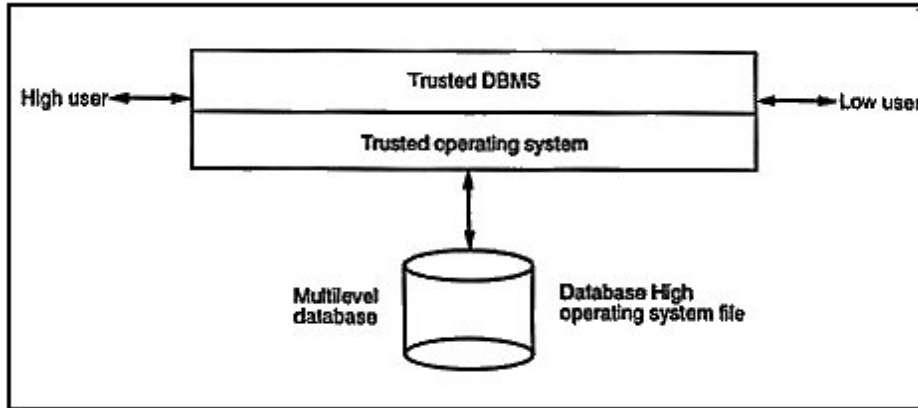 Trusted DBMS
High user
Low user
Trusted operating system
Multilevel
database
Database High
operating system file